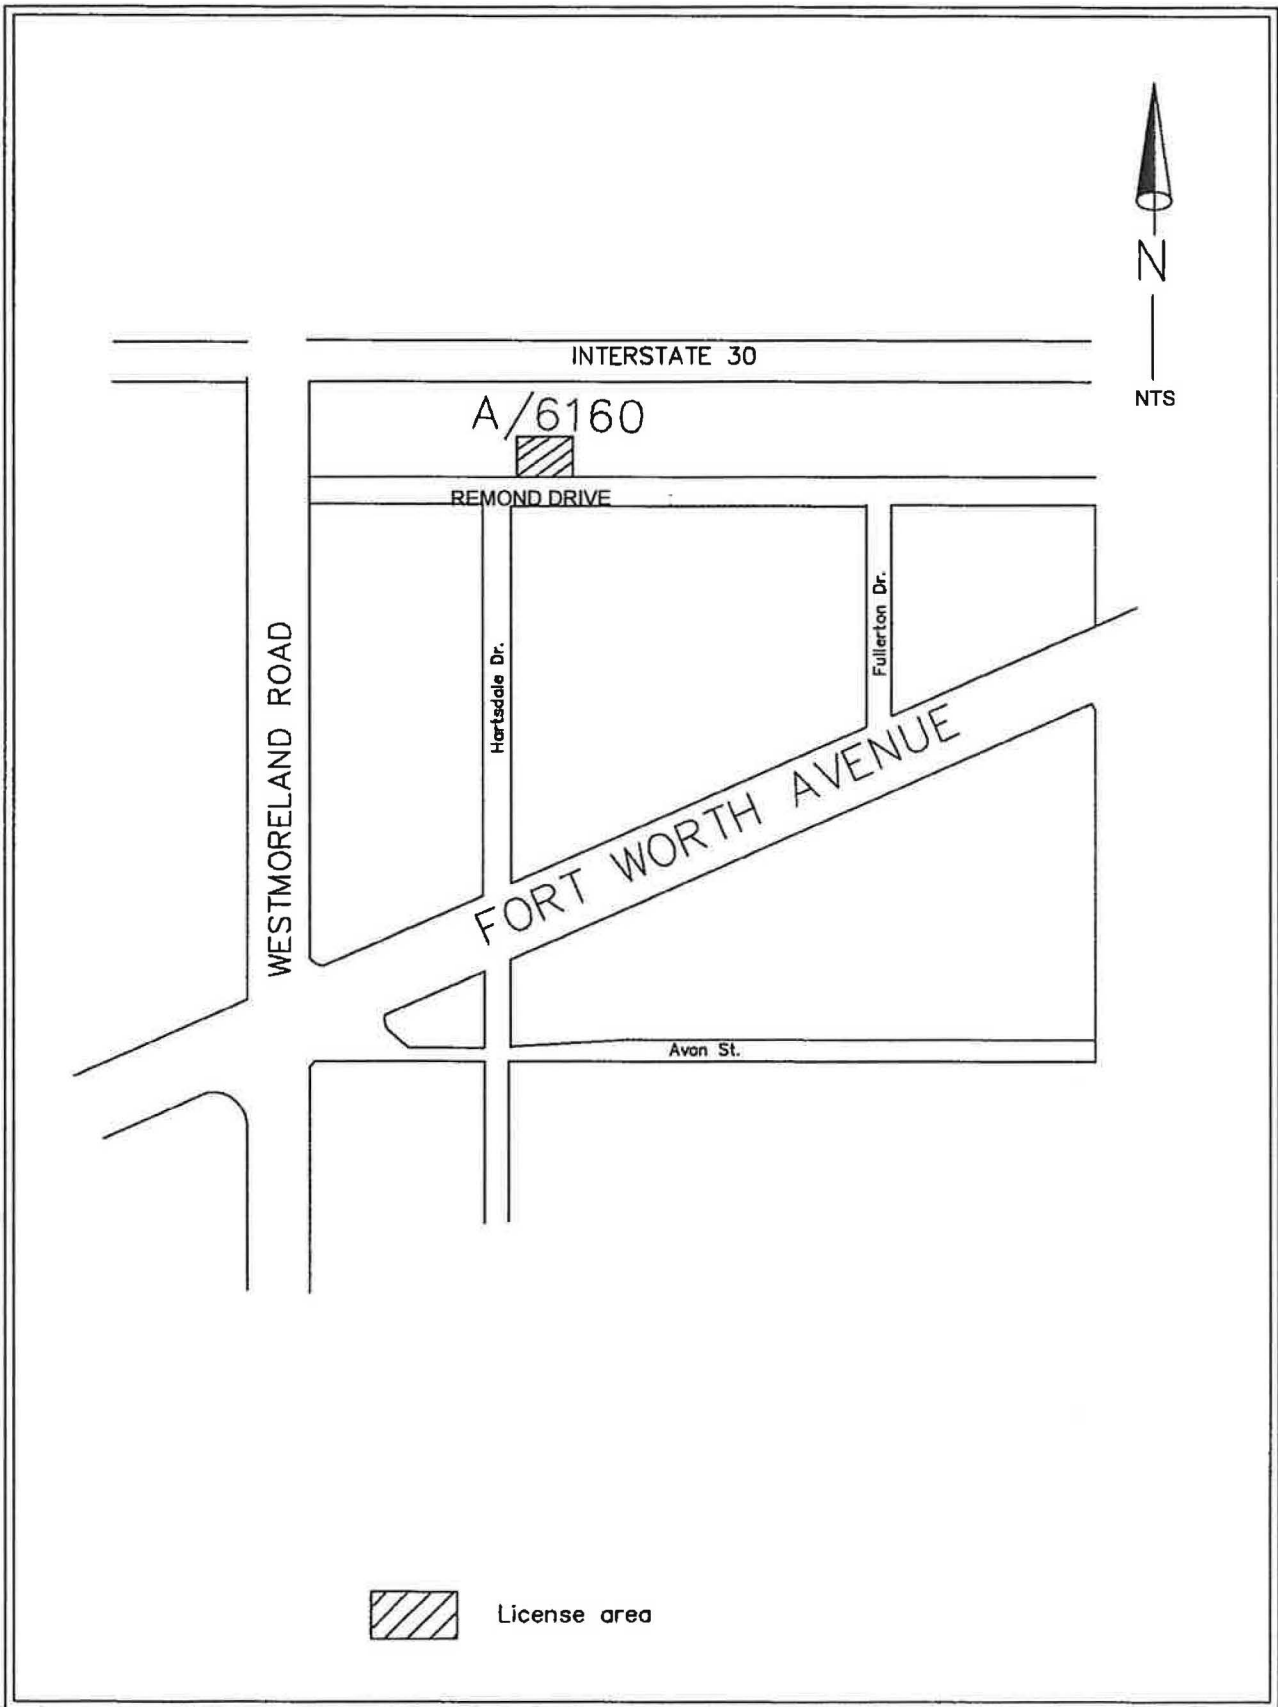 N
NTS
INTERSTATE 30
A/6160
REMOND DRIVE
Fullerton Dr.
Hartsdale Dr.
WESTMORELAND ROAD
FORT WORTH AVENUE
Avon St.
License area